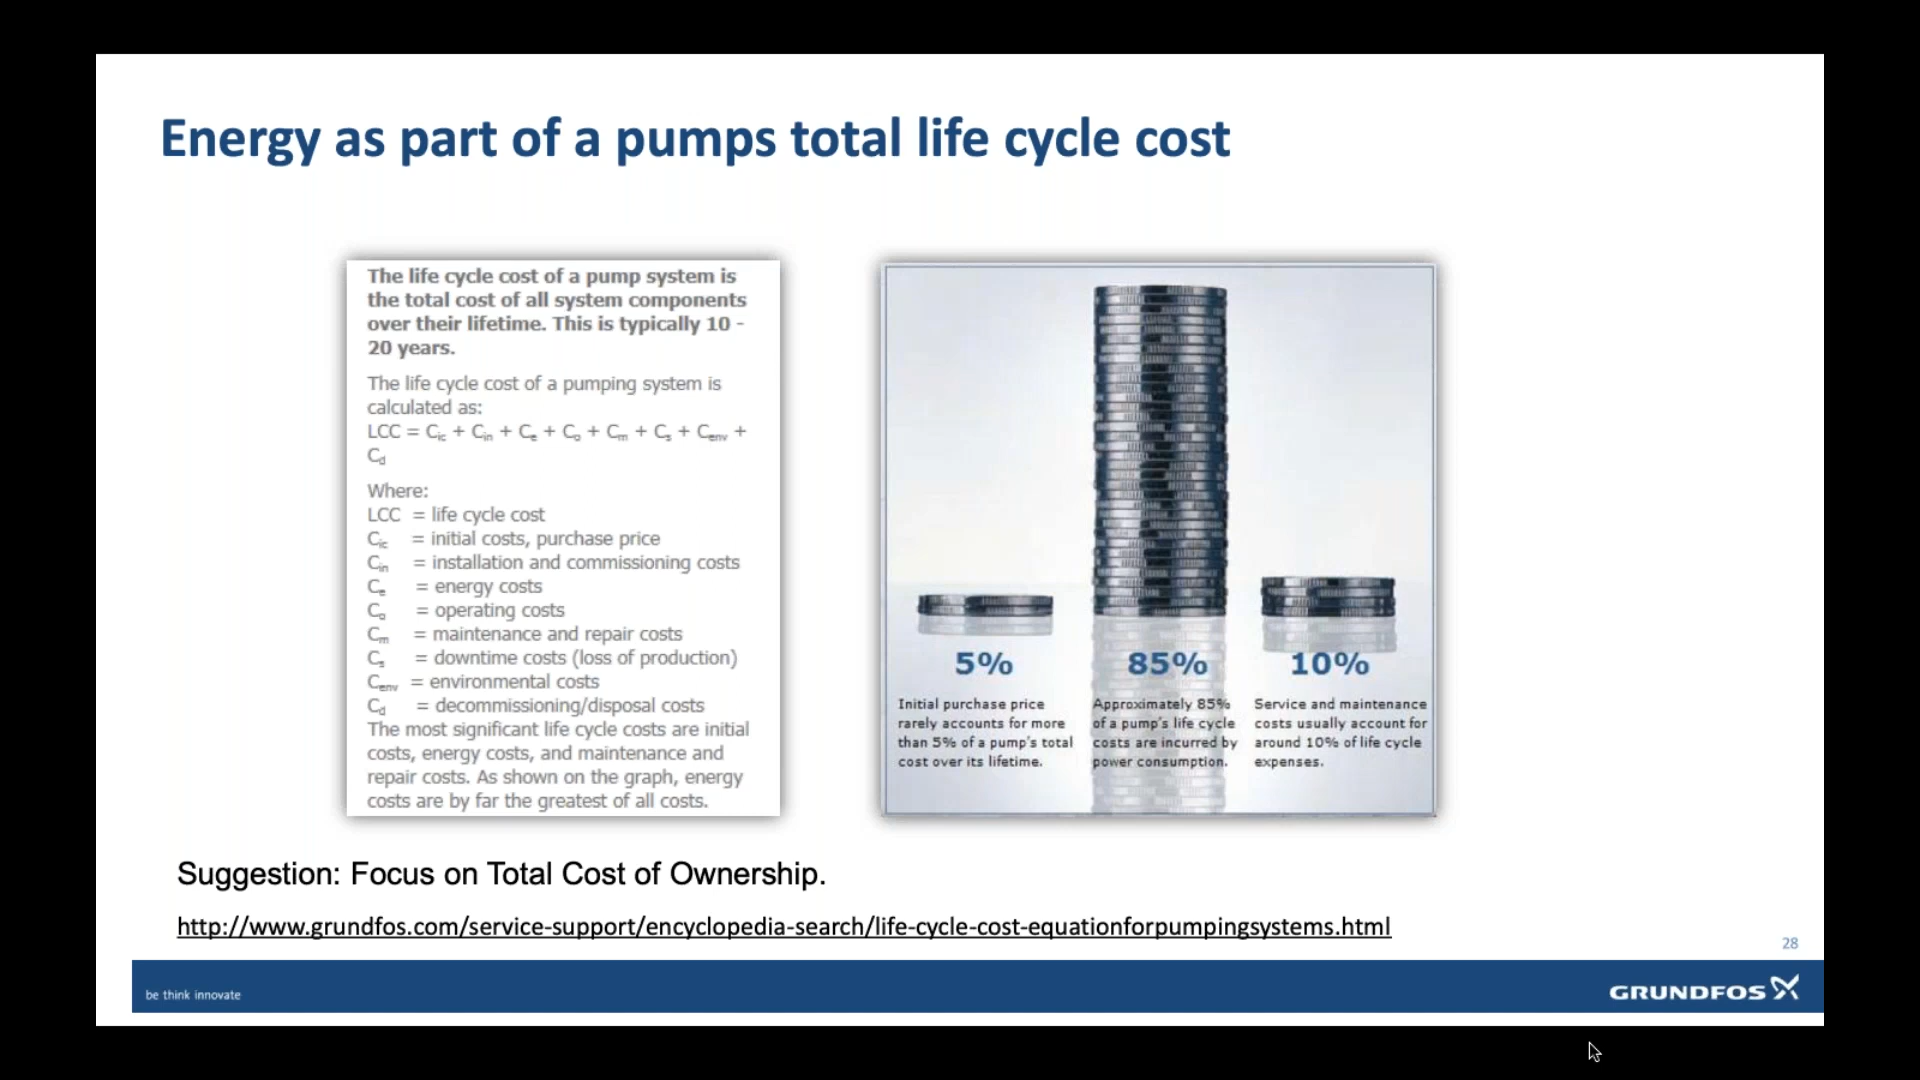 Energy as part of a pumps total life cycle cost
The life cycle cost of a pump system is
the total cost of all system components
over their lifetime. This is typically 10 -
20 years.
The life cycle cost of a pumping system is
calculated as:
LCC = Cic + Cin + Ce + Co + Cm + Cs + Cenv +
Cd
Where:
LCC = life cycle cost
Cic = initial costs, purchase price
Cin = installation and commissioning costs
Ce = energy costs
Co = operating costs
Cm = maintenance and repair costs
Cs = downtime costs (loss of production)
Cenv = environmental costs
Cd = decommissioning/disposal costs
The most significant life cycle costs are initial
costs, energy costs, and maintenance and
repair costs. As shown on the graph, energy
costs are by far the greatest of all costs.
5%
Initial purchase price
rarely accounts for more
than 5% of a pump's total
cost over its lifetime.
85%
Approximately 85%
of a pump's life cycle
costs are incurred by
power consumption.
10%
Service and maintenance
costs usually account for
around 10% of life cycle
expenses.
Suggestion: Focus on Total Cost of Ownership.
http://www.grundfos.com/service-support/encyclopedia-search/life-cycle-cost-equationforpumpingsystems.html
28
be think innovate
GRUNDFOS